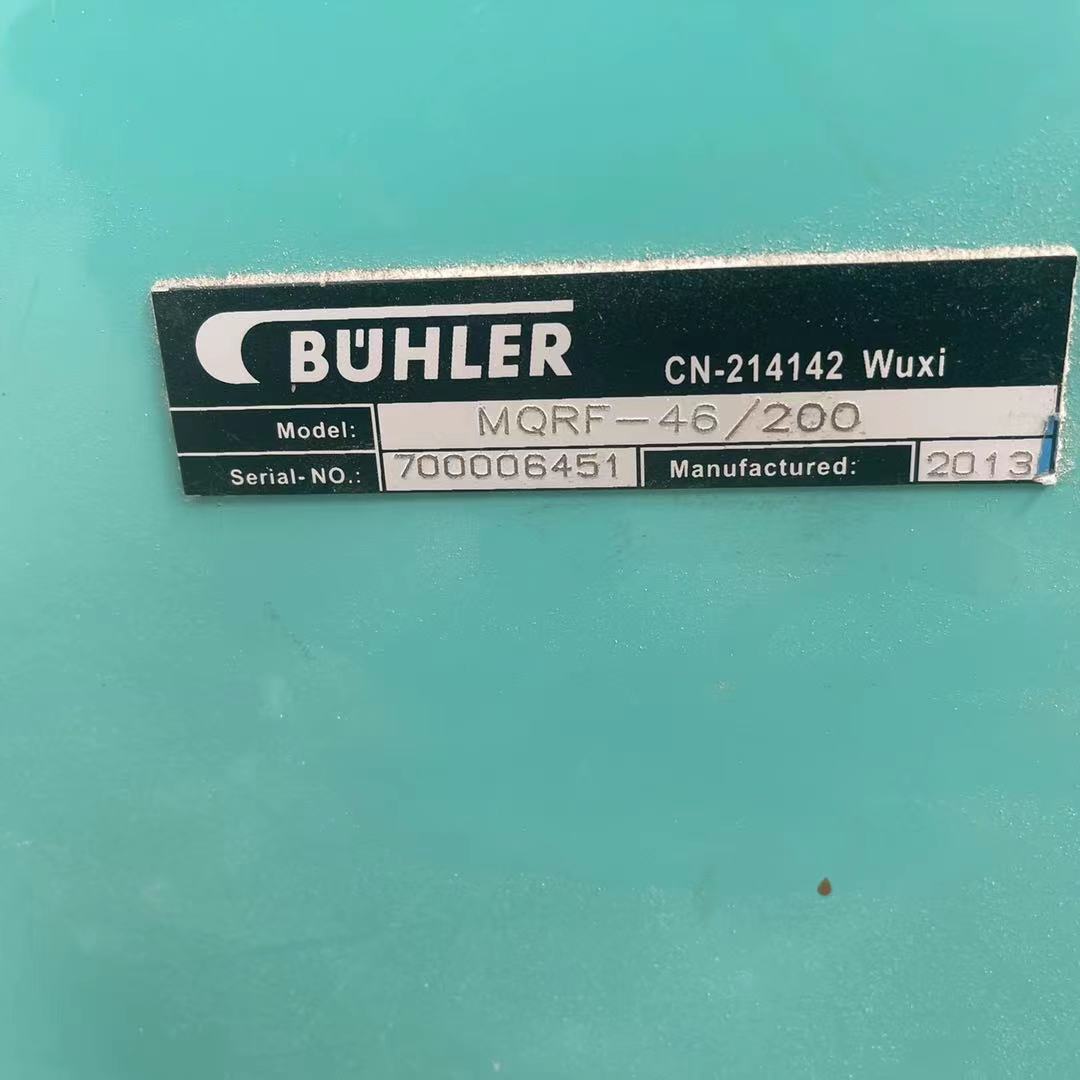 BÜHLER CN-214142 Wuxi
Model: MQRF-46/200
Serial-NO.: 700006451 Manufactured: 2013